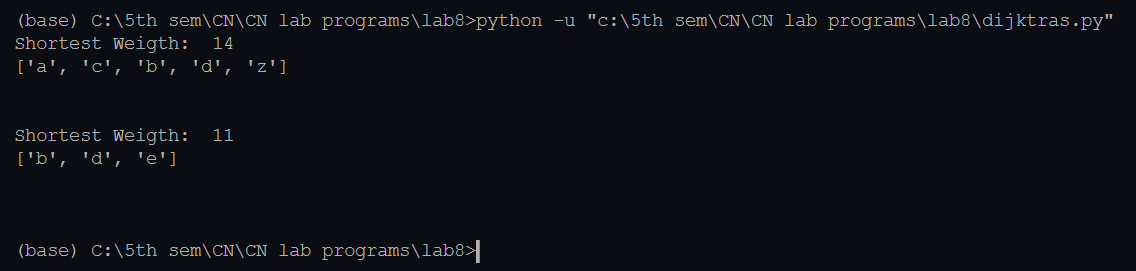 (base) C:\5th sem\CN\CN lab programs\lab8>python -u "c:\5th sem\CN\CN lab programs\lab8\dijktras.py"
Shortest Weigth:  14
['a', 'c', 'b', 'd', 'z']
Shortest Weigth:  11
['b', 'd', 'e']
(base) C:\5th sem\CN\CN lab programs\lab8>